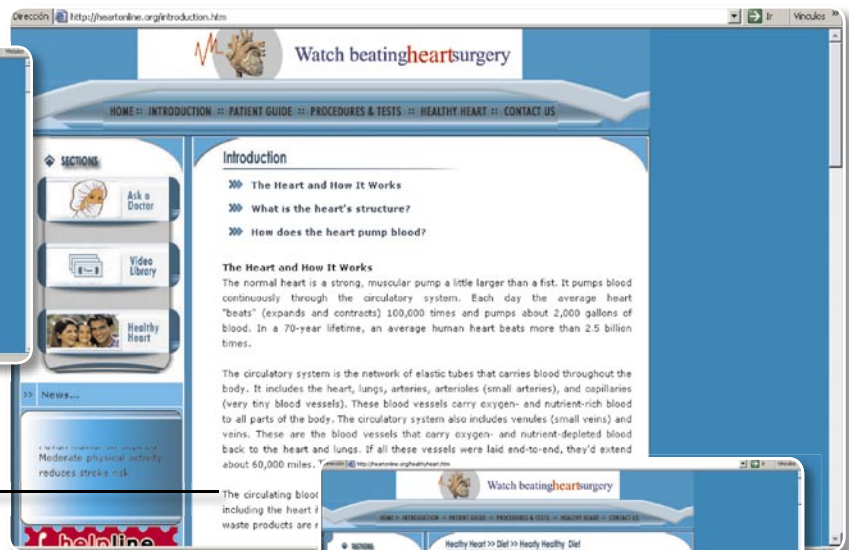 Dirección http://heartonline.org/introduction.htm Ir Vínculos »
Watch beatingheartsurgery
HOME :: INTRODUCTION :: PATIENT GUIDE :: PROCEDURES & TESTS :: HEALTHY HEART :: CONTACT US
SECTIONS
Ask a
Doctor
Video
Library
Healthy
Heart
>> News...
Moderate physical activity
reduces stroke risk
helpline
Introduction
The Heart and How It Works
What is the heart's structure?
How does the heart pump blood?
The Heart and How It Works
The normal heart is a strong, muscular pump a little larger than a fist. It pumps blood
continuously through the circulatory system. Each day the average heart
"beats" (expands and contracts) 100,000 times and pumps about 2,000 gallons of
blood. In a 70-year lifetime, an average human heart beats more than 2.5 billion
times.
The circulatory system is the network of elastic tubes that carries blood throughout the
body. It includes the heart, lungs, arteries, arterioles (small arteries), and capillaries
(very tiny blood vessels). These blood vessels carry oxygen- and nutrient-rich blood
to all parts of the body. The circulatory system also includes venules (small veins) and
veins. These are the blood vessels that carry oxygen- and nutrient-depleted blood
back to the heart and lungs. If all these vessels were laid end-to-end, they'd extend
about 60,000 miles.
The circulating blood
including the heart
waste products are
http://heartonline.org/healthyheart.htm
Watch beatingheartsurgery
HOME :: INTRODUCTION :: PATIENT GUIDE :: PROCEDURES & TESTS :: HEALTHY HEART :: CONTACT US
SECTIONS
Healthy Heart >> Diet >> Hearty Healthy Diet